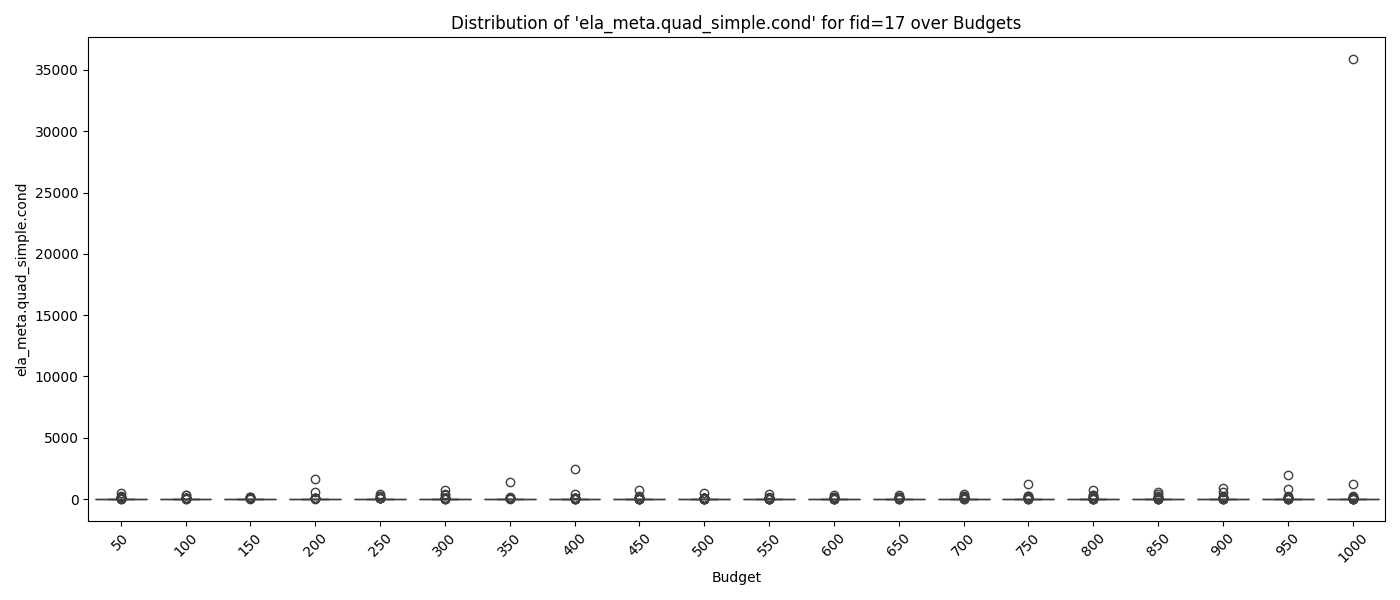 Distribution of 'ela_meta.quad_simple.cond' for fid=17 over Budgets
ela_meta.quad_simple.cond
35000
30000
25000
20000
15000
10000
5000
0
50 100 150 200 250 300 350 400 450 500 550 600 650 700 750 800 850 900 950 1000
Budget